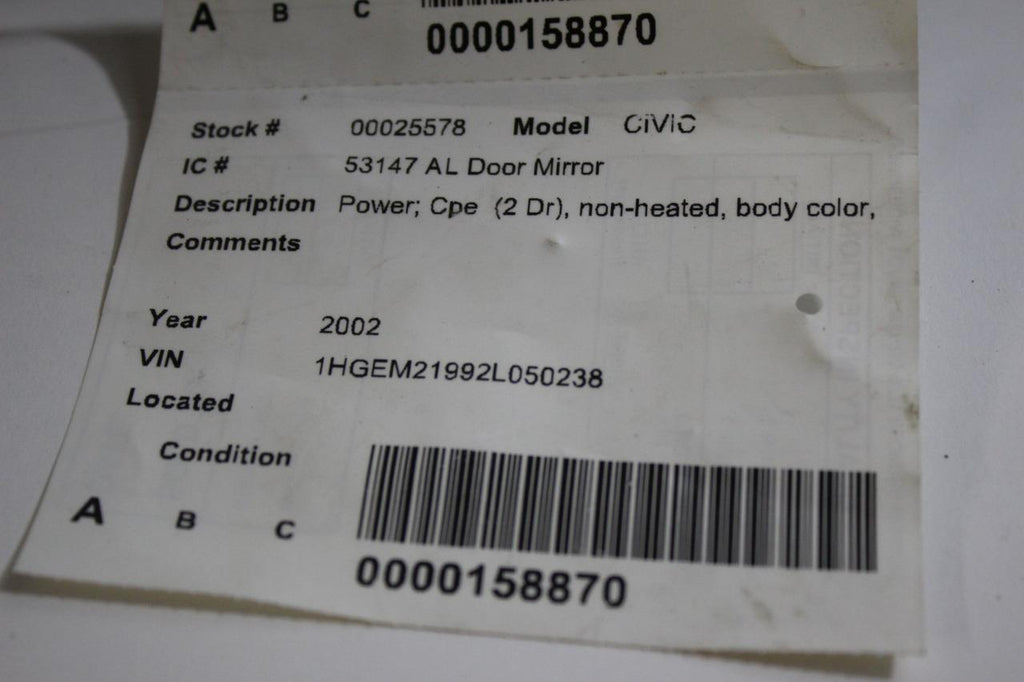 A B C
0000158870
Stock # 00025578 Model CIVIC
IC # 53147 AL Door Mirror
Description Power; Cpe (2 Dr), non-heated, body color,
Comments
Year 2002
VIN 1HGEM21992L050238
Located
Condition
A B C
0000158870